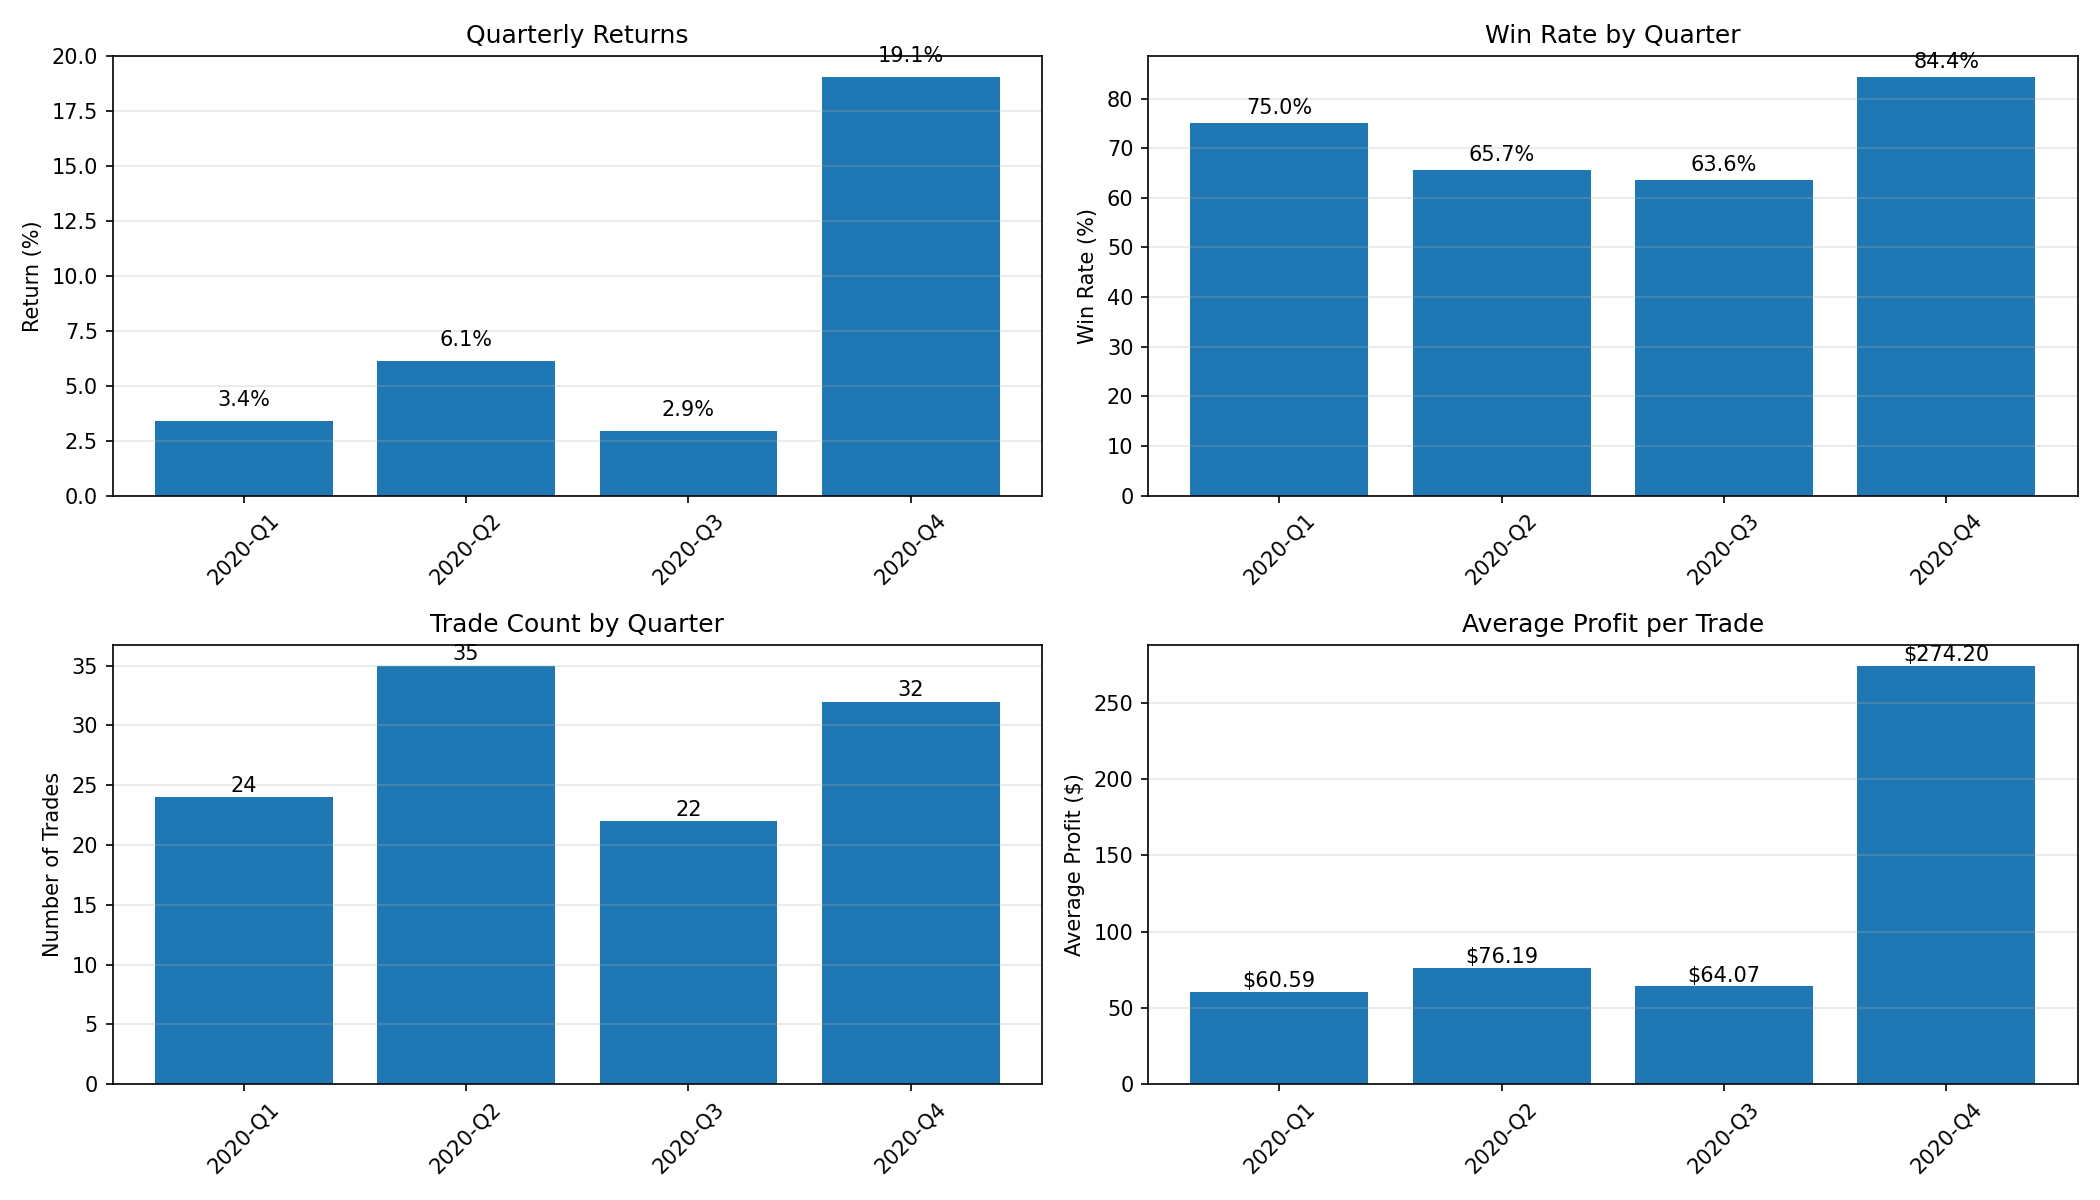 Quarterly Returns
Return (%)
20.0
17.5
15.0
12.5
10.0
7.5
5.0
2.5
0.0
3.4%
6.1%
2.9%
19.1%
2020-Q1
2020-Q2
2020-Q3
2020-Q4
Win Rate by Quarter
Win Rate (%)
80
70
60
50
40
30
20
10
0
75.0%
65.7%
63.6%
84.4%
2020-Q1
2020-Q2
2020-Q3
2020-Q4
Trade Count by Quarter
Number of Trades
35
30
25
20
15
10
5
0
24
35
22
32
2020-Q1
2020-Q2
2020-Q3
2020-Q4
Average Profit per Trade
Average Profit ($)
250
200
150
100
50
0
$60.59
$76.19
$64.07
$274.20
2020-Q1
2020-Q2
2020-Q3
2020-Q4